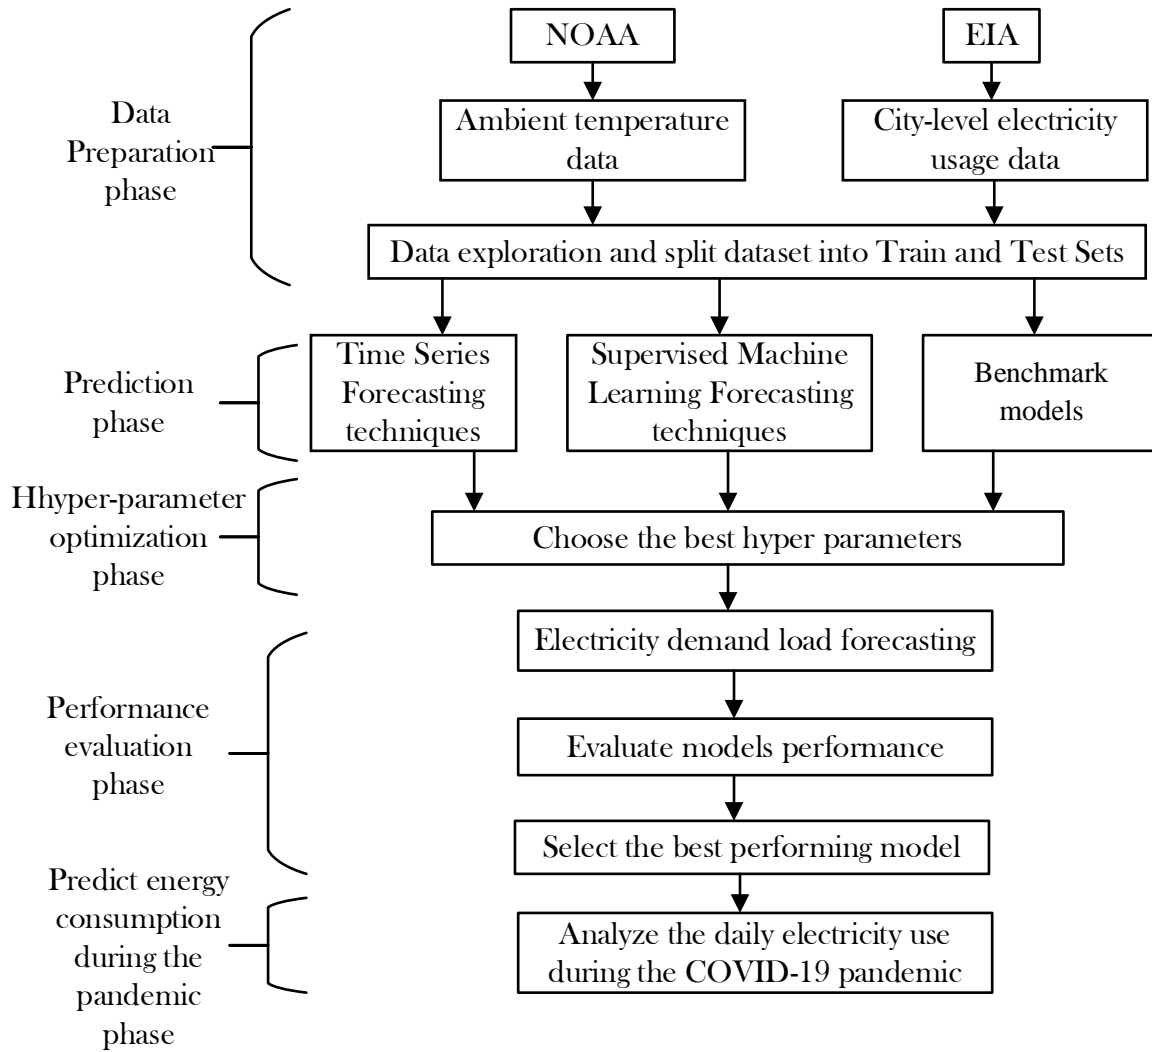 NOAA
EIA
Data
Preparation
phase
Ambient temperature
data
City-level electricity
usage data
Data exploration and split dataset into Train and Test Sets
Prediction
phase
Time Series
Forecasting
techniques
Supervised Machine
Learning Forecasting
techniques
Benchmark
models
Hhyper-parameter
optimization
phase
Choose the best hyper parameters
Performance
evaluation
phase
Electricity demand load forecasting
Evaluate models performance
Select the best performing model
Predict energy
consumption
during the
pandemic
phase
Analyze the daily electricity use
during the COVID-19 pandemic